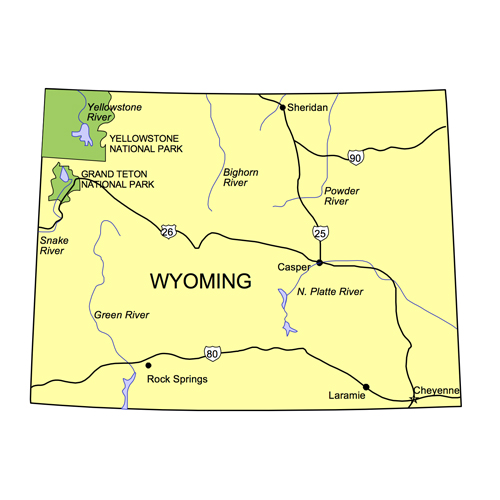 Yellowstone
River
Sheridan
YELLOWSTONE
NATIONAL PARK
90
GRAND TETON
NATIONAL PARK
Bighorn
River
Powder
River
26
25
Snake
River
Casper
WYOMING
N. Platte River
Green River
80
Rock Springs
Laramie
Cheyenne